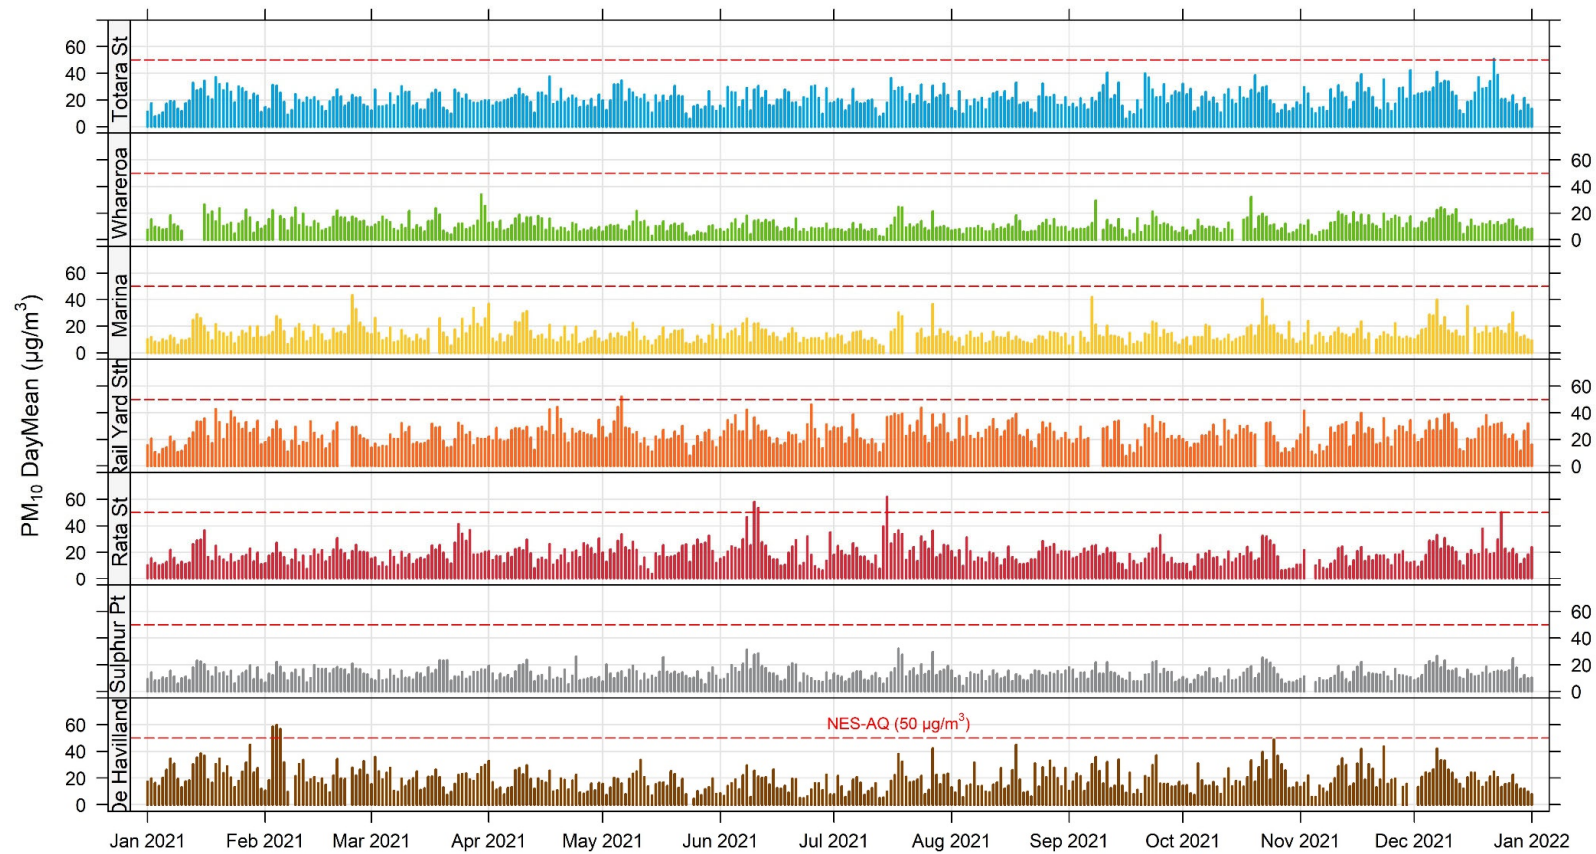 PM₁₀ DayMean (µg/m³)
Totara St
60
40
20
0
Whareroa
60
40
20
0
Marina
60
40
20
0
Rail Yard Sth
60
40
20
0
Rata St
60
40
20
0
Sulphur Pt
60
40
20
0
De Havilland
60
40
20
0
NES-AQ (50 µg/m³)
Jan 2021 Feb 2021 Mar 2021 Apr 2021 May 2021 Jun 2021 Jul 2021 Aug 2021 Sep 2021 Oct 2021 Nov 2021 Dec 2021 Jan 2022